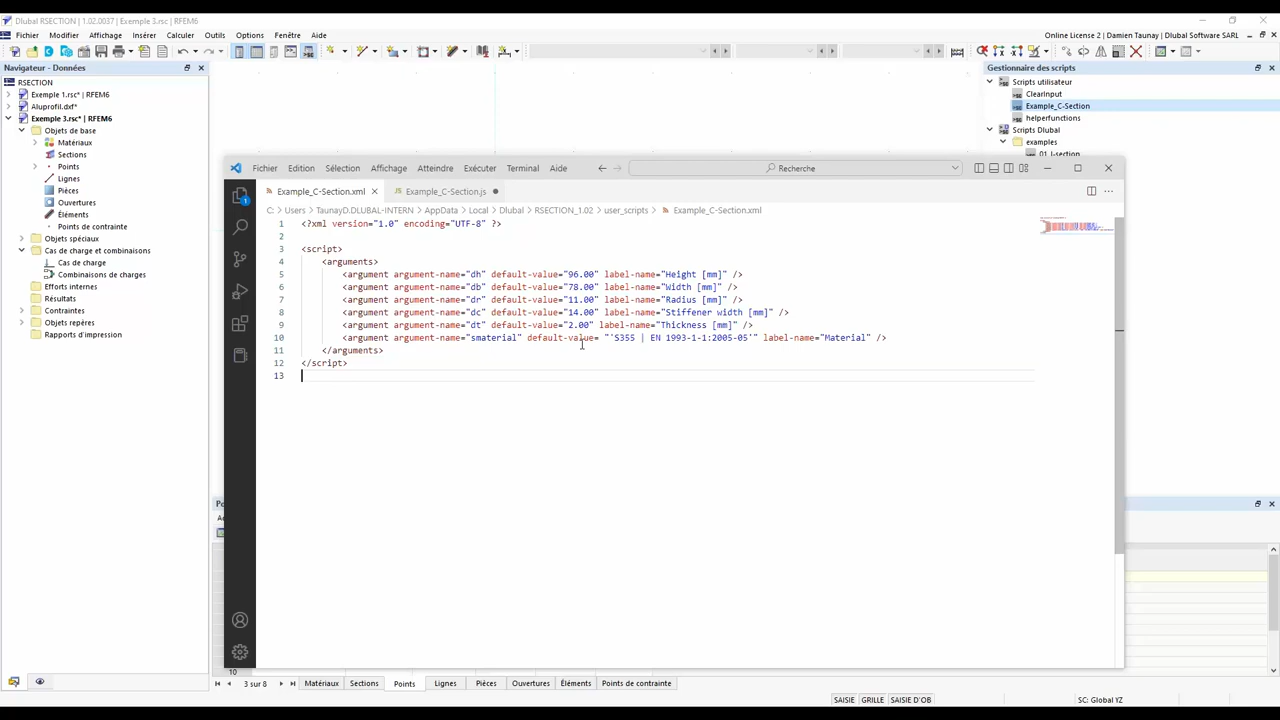 Dlubal RSECTION | 1.02.0037 | Exemple 3.rsc* | RFEM6
Fichier Modifier Affichage Insérer Calculer Outils Options Fenêtre Aide
Online License 2 | Damien Taunay | Dlubal Software SARL
Navigateur - Données
RSECTION
Exemple 1.rsc* | RFEM6
Aluprofil.dxf*
Exemple 3.rsc* | RFEM6
Objets de base
Matériaux
Sections
Points
Lignes
Pièces
Ouvertures
Éléments
Points de contrainte
Objets spéciaux
Cas de charge et combinaisons
Cas de charge
Combinaisons de charges
Efforts internes
Résultats
Contraintes
Objets repères
Rapports d'impression
Gestionnaire des scripts
Scripts utilisateur
ClearInput
Example_C-Section
helperfunctions
Scripts Dlubal
examples
01_I-section
Fichier Edition Sélection Affichage Atteindre Exécuter Terminal Aide
Recherche
Example_C-Section.xml
Example_C-Section.js
C: > Users > TaunayD.DLUBAL-INTERN > AppData > Local > Dlubal > RSECTION_1.02 > user_scripts > Example_C-Section.xml
1 <?xml version="1.0" encoding="UTF-8" ?>
2
3 <script>
4 <arguments>
5 <argument argument-name="dh" default-value="96.00" label-name="Height [mm]" />
6 <argument argument-name="db" default-value="78.00" label-name="Width [mm]" />
7 <argument argument-name="dr" default-value="11.00" label-name="Radius [mm]" />
8 <argument argument-name="dc" default-value="14.00" label-name="Stiffener width [mm]" />
9 <argument argument-name="dt" default-value="2.00" label-name="Thickness [mm]" />
10 <argument argument-name="smaterial" default-value= "'S355 | EN 1993-1-1:2005-05'" label-name="Material" />
11 </arguments>
12 </script>
13
1
10
3 sur 8
Matériaux Sections Points Lignes Pièces Ouvertures Éléments Points de contrainte
SAISIE GRILLE SAISIE D'OB
SC: Global YZ